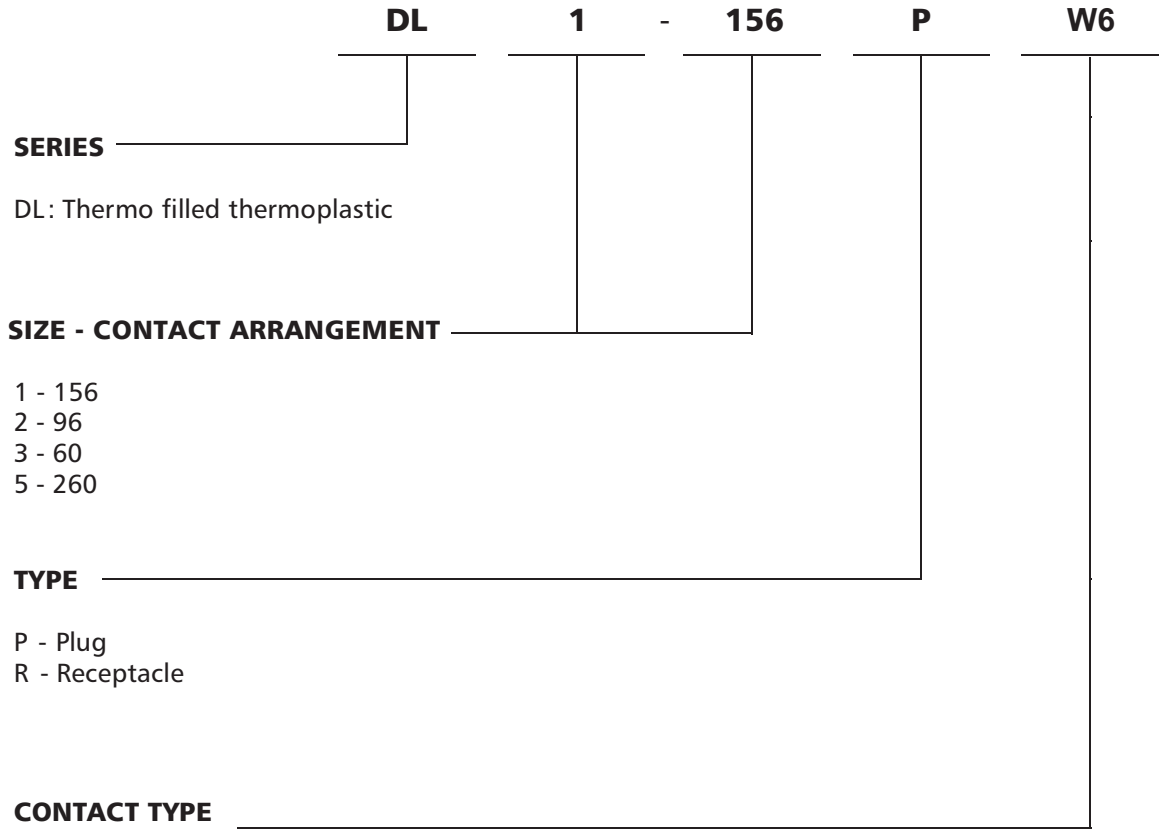 DL 1 - 156 P W6
SERIES
DL: Thermo filled thermoplastic
SIZE - CONTACT ARRANGEMENT
1 - 156
2 - 96
3 - 60
5 - 260
TYPE
P - Plug
R - Receptacle
CONTACT TYPE